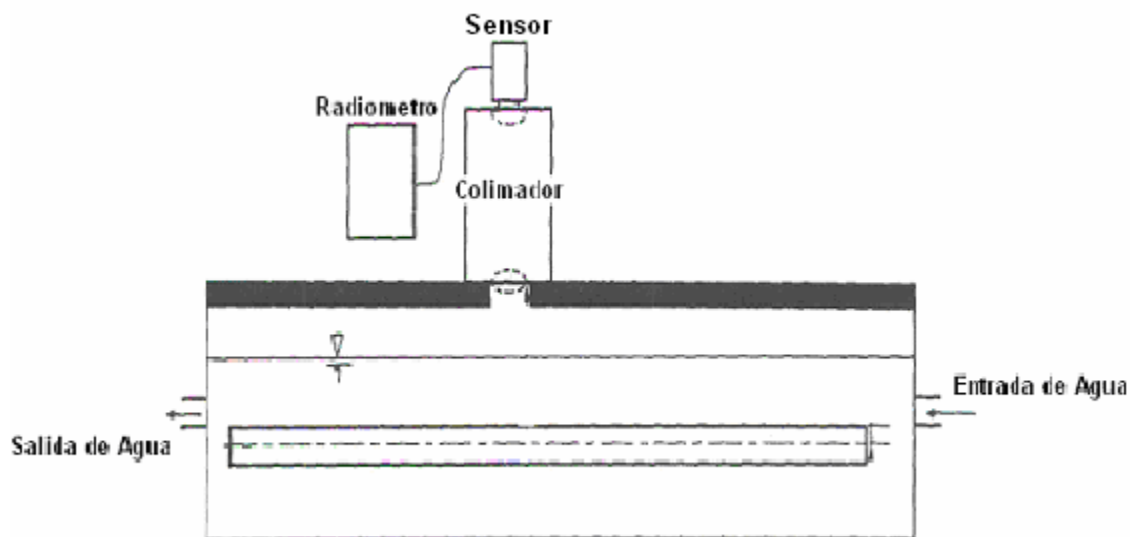 Sensor
Radiometro
Colimador
Entrada de Agua
Salida de Agua